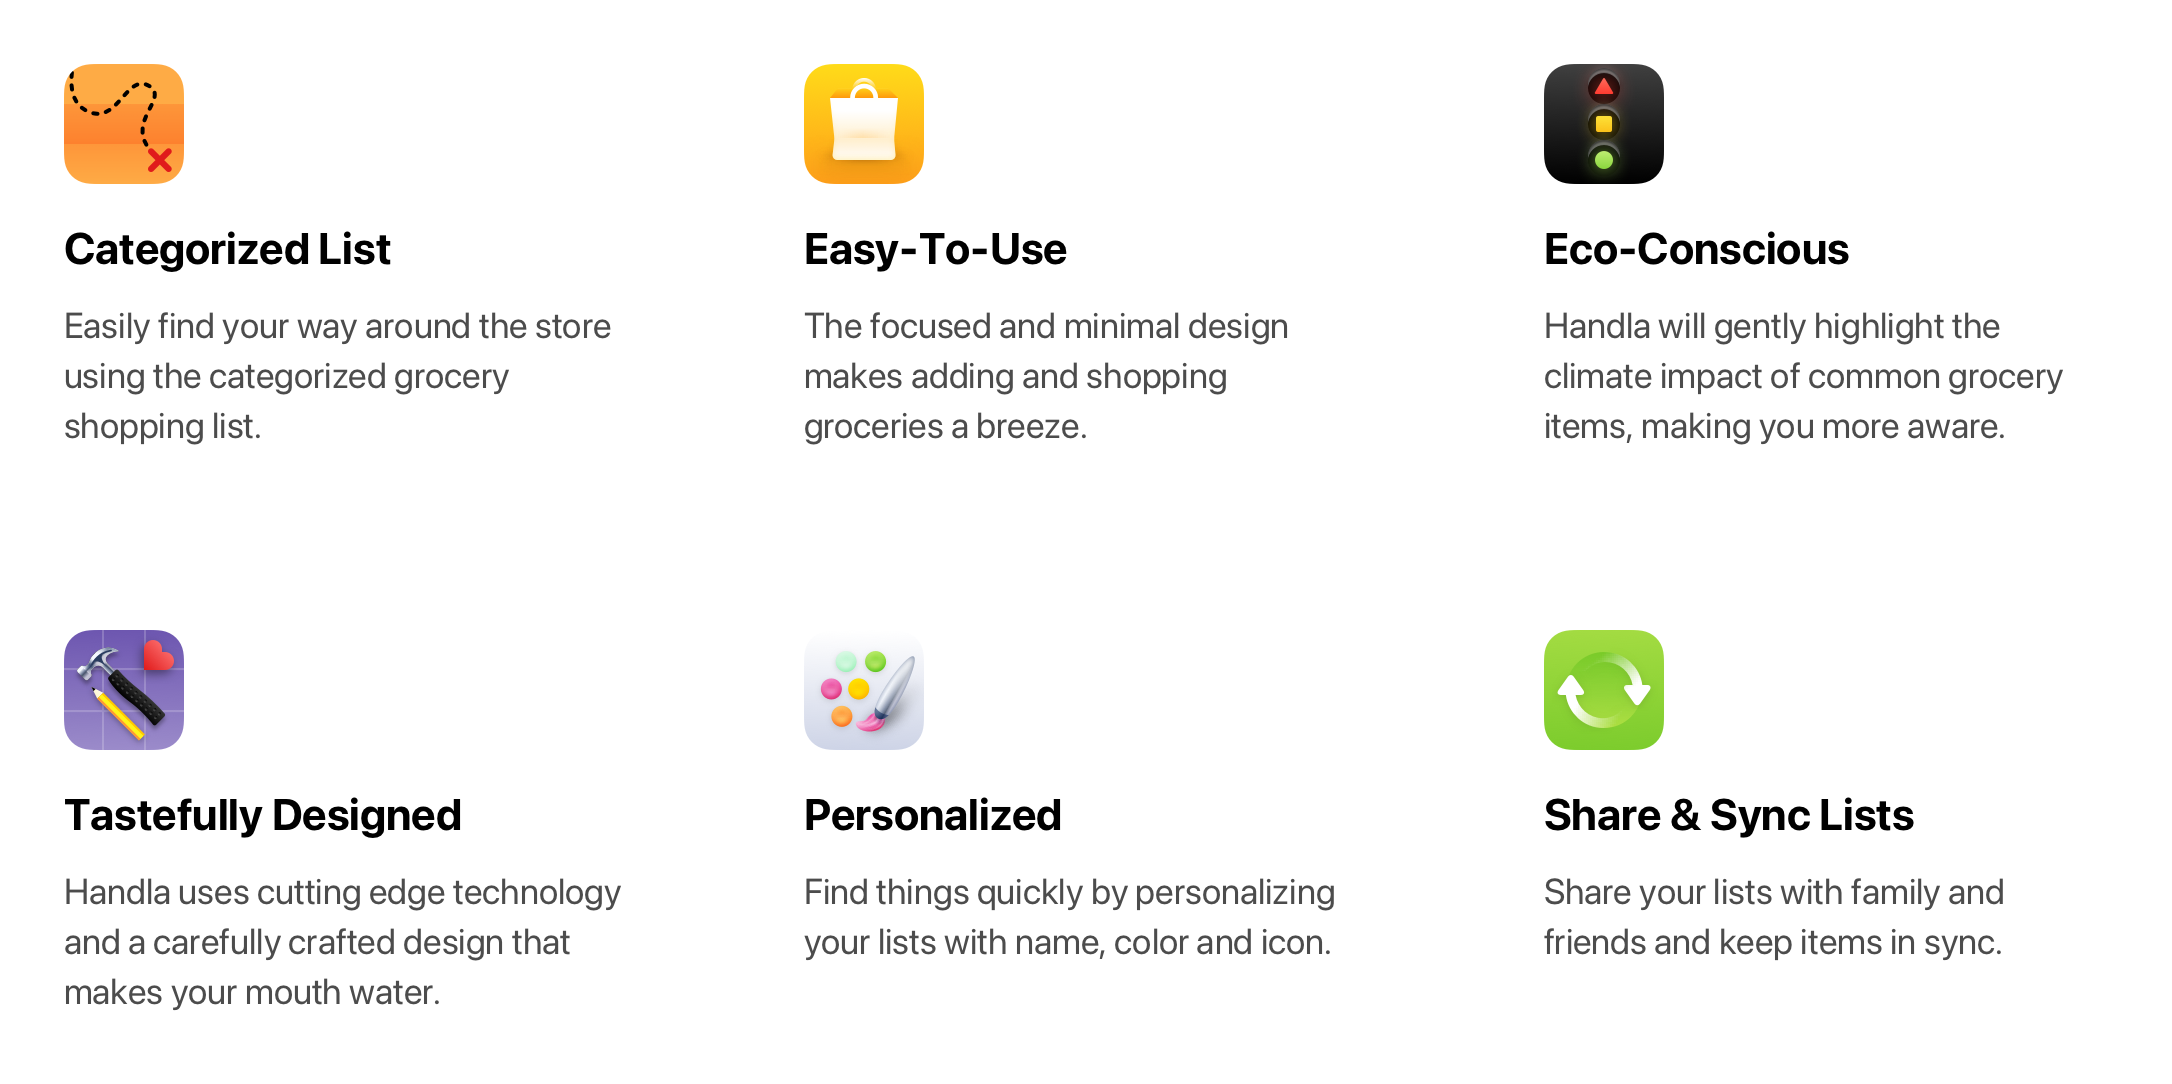 Categorized List
Easily find your way around the store
using the categorized grocery
shopping list.
Easy-To-Use
The focused and minimal design
makes adding and shopping
groceries a breeze.
Eco-Conscious
Handla will gently highlight the
climate impact of common grocery
items, making you more aware.
Tastefully Designed
Handla uses cutting edge technology
and a carefully crafted design that
makes your mouth water.
Personalized
Find things quickly by personalizing
your lists with name, color and icon.
Share & Sync Lists
Share your lists with family and
friends and keep items in sync.